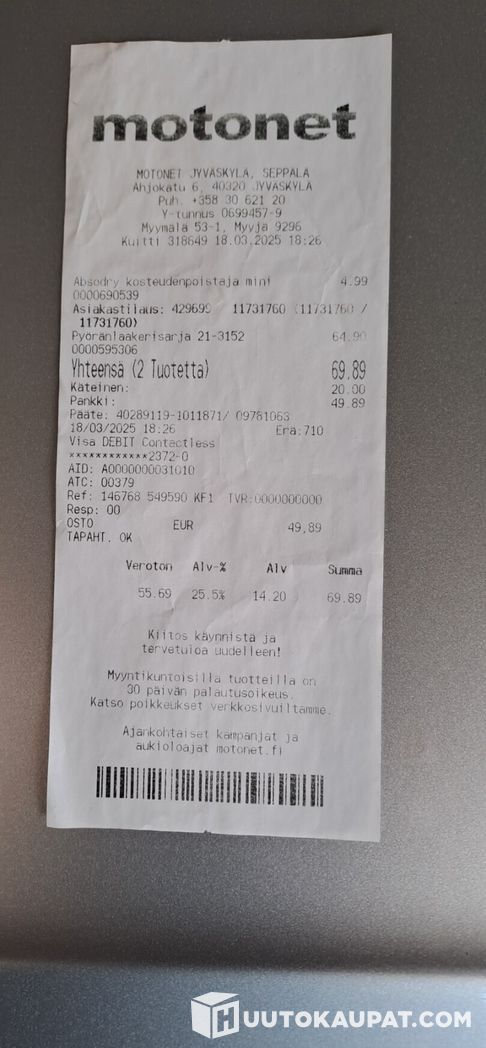 motonet
MOTONET JYVÄSKYLÄ, SEPPÄLÄ
Ahjokatu 6, 40320 JYVÄSKYLÄ
Puh. +358 30 621 20
Y-tunnus 0699457-9
Myymälä 53-1, Myyjä 9296
Kuitti 318649 18.03.2025 18:26
Absodry kosteudenpoistaja mini 4.99
0000690539
Asiakastilaus: 429699 11731760 (11731760 /
11731760)
Pyöränlaakerisarja 21-3152 64.90
0000595306
Yhteensä (2 Tuotetta) 69.89
Käteinen: 20.00
Pankki: 49.89
Pääte: 40289119-1011871/ 09781063
18/03/2025 18:26 Erä:710
Visa DEBIT Contactless
************2372-0
AID: A0000000031010
ATC: 00379
Ref: 146768 549590 KF1 TVR:0000000000
Resp: 00
OSTO EUR 49,89
TAPAHT. OK
Veroton Alv-% Alv Summa
55.69 25.5% 14.20 69.89
Kiitos käynnistä ja
tervetuloa uudelleen!
Myyntikuntoisilla tuotteilla on
30 päivän palautusoikeus.
Katso poikkeukset verkkosivuiltamme.
Ajankohtaiset kampanjat ja
aukioloajat motonet.fi
HUUTOKAUPAT.COM